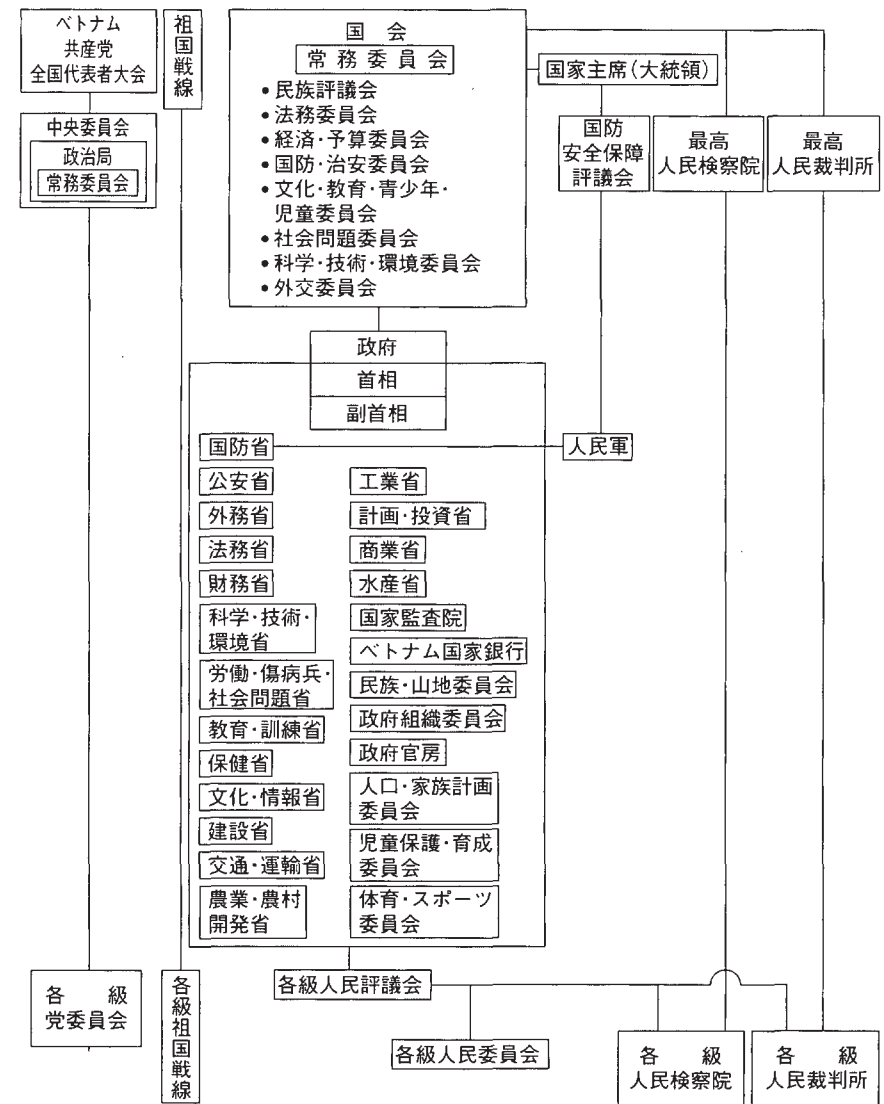 ベトナム
共産党
全国代表者大会
中央委員会
政治局
常務委員会
祖国戦線
国会
常務委員会
•民族評議会
•法務委員会
•経済・予算委員会
•国防・治安委員会
•文化・教育・青少年・
児童委員会
•社会問題委員会
•科学・技術・環境委員会
•外交委員会
国家主席(大統領)
国防
安全保障
評議会
最高
人民検察院
最高
人民裁判所
政府
首相
副首相
国防省
人民軍
公安省
外務省
法務省
財務省
科学・技術・
環境省
労働・傷病兵・
社会問題省
教育・訓練省
保健省
文化・情報省
建設省
交通・運輸省
農業・農村
開発省
工業省
計画・投資省
商業省
水産省
国家監査院
ベトナム国家銀行
民族・山地委員会
政府組織委員会
政府官房
人口・家族計画
委員会
児童保護・育成
委員会
体育・スポーツ
委員会
各級
党委員会
各級祖国戦線
各級人民評議会
各級人民委員会
各級
人民検察院
各級
人民裁判所